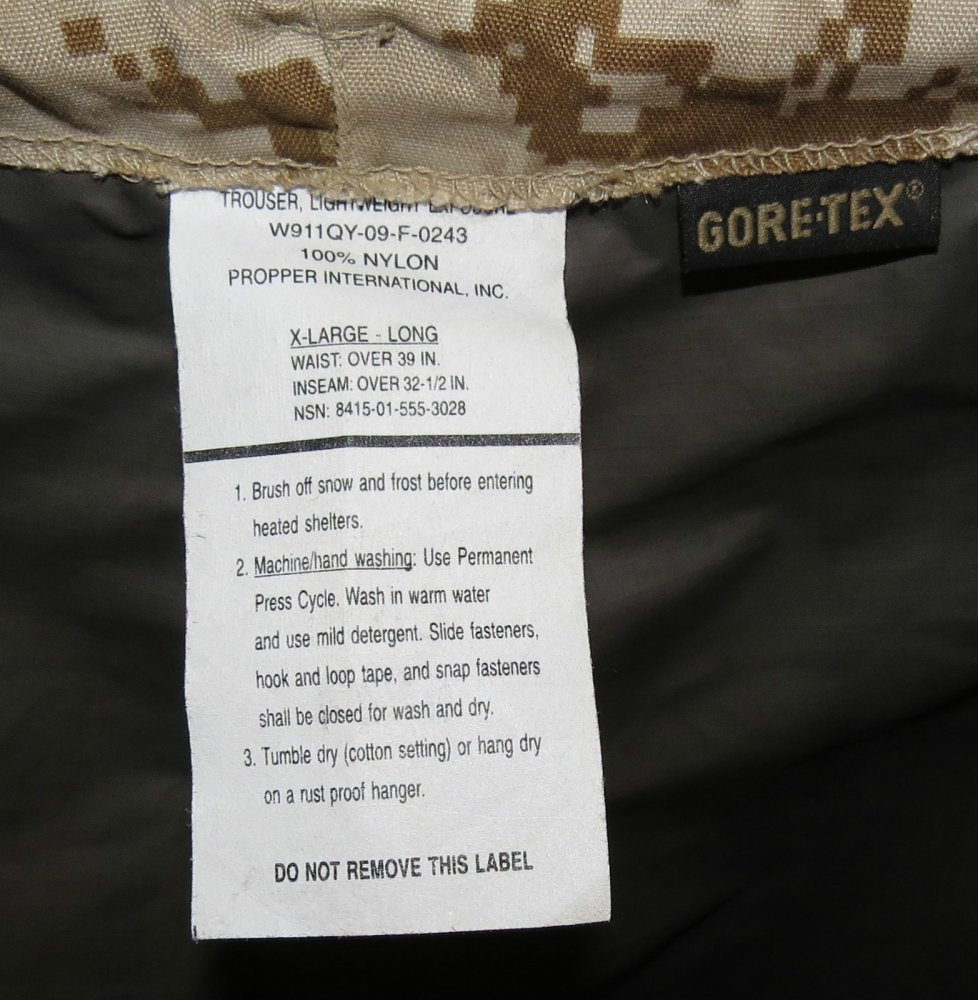 TROUSER, LIGHTWEIGHT EXPOSURE
W911QY-09-F-0243
100% NYLON
PROPPER INTERNATIONAL, INC.
X-LARGE - LONG
WAIST: OVER 39 IN.
INSEAM: OVER 32-1/2 IN.
NSN: 8415-01-555-3028
1. Brush off snow and frost before entering
heated shelters.
2. Machine/hand washing: Use Permanent
Press Cycle. Wash in warm water
and use mild detergent. Slide fasteners,
hook and loop tape, and snap fasteners
shall be closed for wash and dry.
3. Tumble dry (cotton setting) or hang dry
on a rust proof hanger.
DO NOT REMOVE THIS LABEL
GORE-TEX®